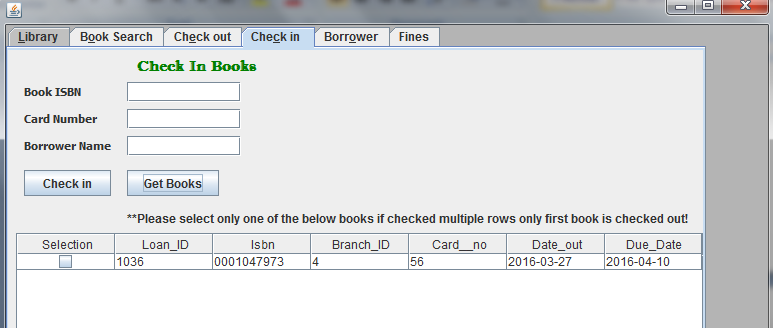 Library Book Search Check out Check in Borrower Fines
Check In Books
Book ISBN
Card Number
Borrower Name
Check in Get Books
**Please select only one of the below books if checked multiple rows only first book is checked out!
Selection Loan_ID Isbn Branch_ID Card__no Date_out Due_Date
1036 0001047973 4 56 2016-03-27 2016-04-10